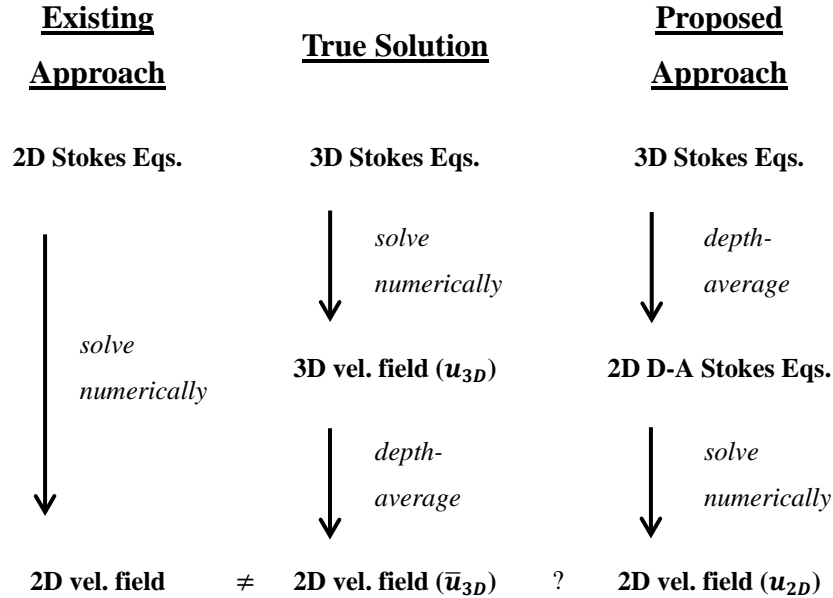 Existing
Approach
True Solution
Proposed
Approach
2D Stokes Eqs.
3D Stokes Eqs.
3D Stokes Eqs.
solve
numerically
solve
numerically
depth-
average
3D vel. field (u3D)
2D D-A Stokes Eqs.
depth-
average
solve
numerically
2D vel. field ≠ 2D vel. field (ū3D) ? 2D vel. field (u2D)